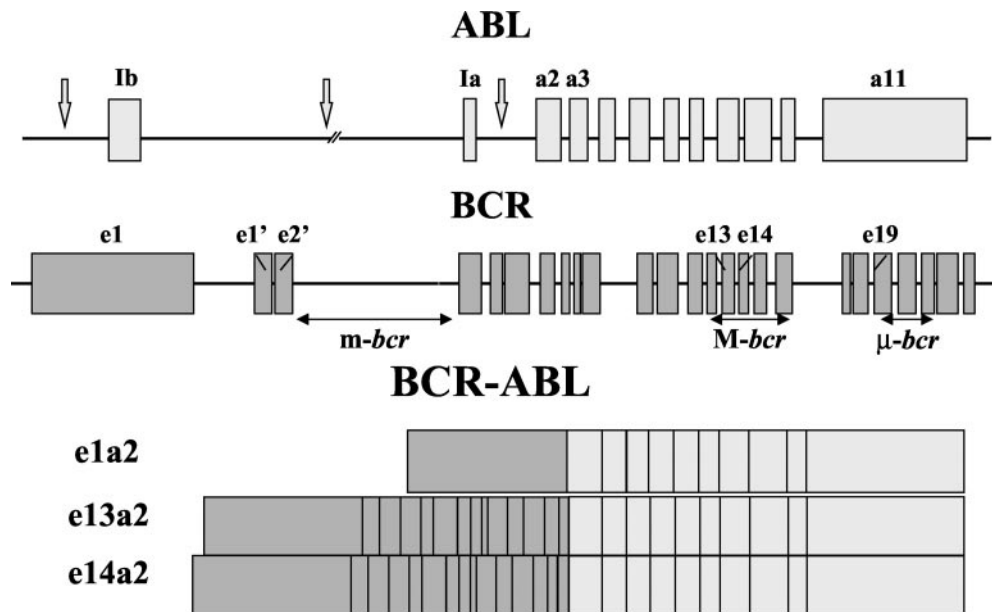 ABL
Ib Ia a2 a3 a11
BCR
e1 e1’ e2’ e13 e14 e19
m-bcr M-bcr μ-bcr
BCR-ABL
e1a2
e13a2
e14a2